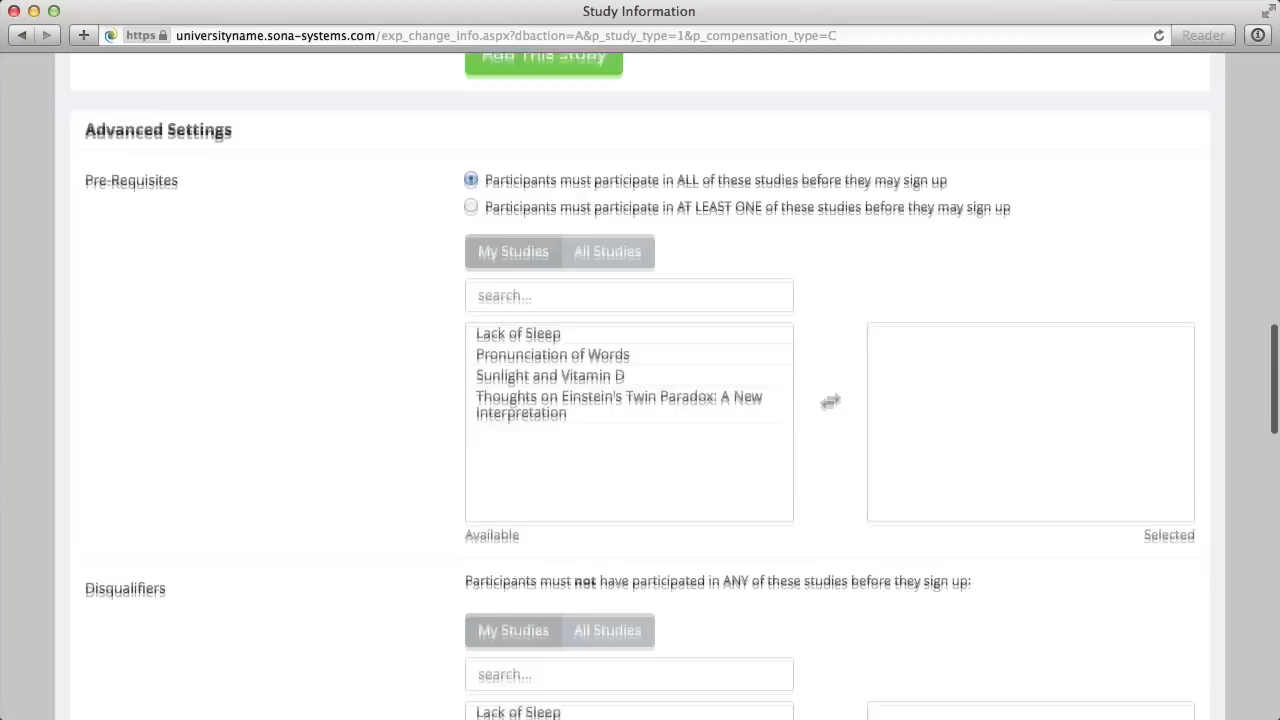 Study Information
https universityname.sona-systems.com/exp_change_info.aspx?dbaction=A&p_study_type=1&p_compensation_type=C
Reader
Add This Study
Advanced Settings
Pre-Requisites
Participants must participate in ALL of these studies before they may sign up
Participants must participate in AT LEAST ONE of these studies before they may sign up
My Studies All Studies
search...
Lack of Sleep
Pronunciation of Words
Sunlight and Vitamin D
Thoughts on Einstein's Twin Paradox: A New
Interpretation
Available
Selected
Disqualifiers
Participants must not have participated in ANY of these studies before they sign up:
My Studies All Studies
search...
Lack of Sleep